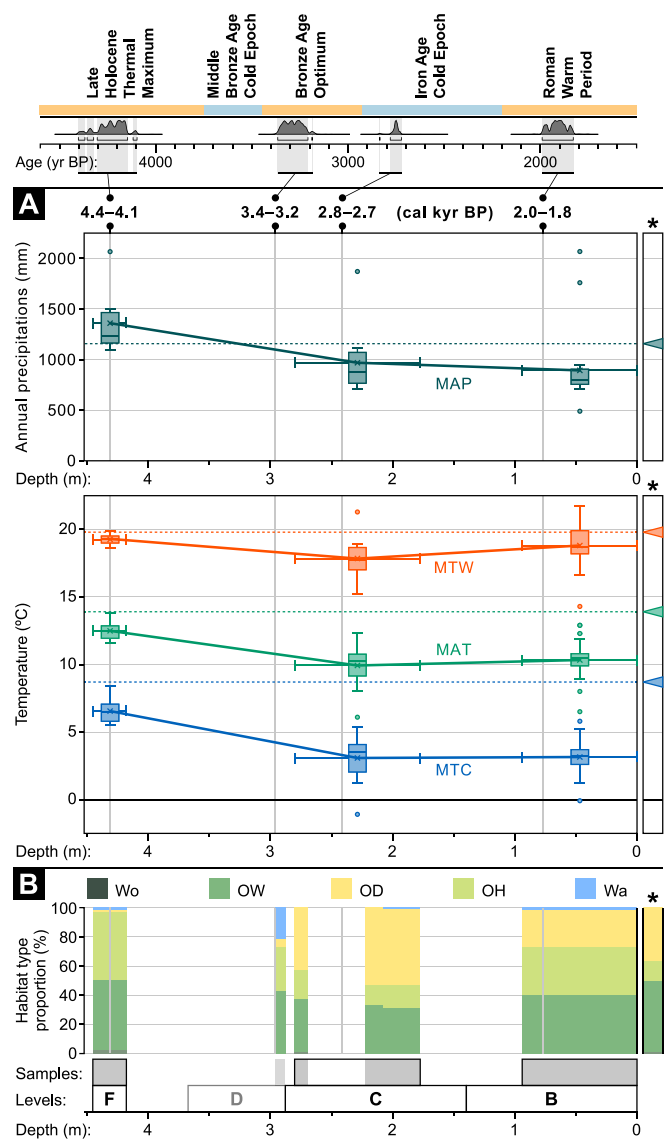 Late
Holocene
Thermal
Maximum
Middle
Bronze Age
Cold Epoch
Bronze Age
Optimum
Iron Age
Cold Epoch
Roman
Warm
Period
Age (yr BP): 4000 3000 2000
A
4.4–4.1 3.4–3.2 2.8–2.7 (cal kyr BP) 2.0–1.8
*
Annual precipitations (mm)
2000
1500
1000
500
0
MAP
Depth (m): 4 3 2 1 0
*
Temperature (ºC)
20
15
10
5
0
MTW
MAT
MTC
Depth (m): 4 3 2 1 0
B
Wo OW OD OH Wa
*
Habitat type
proportion (%)
100
80
60
40
20
0
Samples:
Levels: F D C B
Depth (m): 4 3 2 1 0